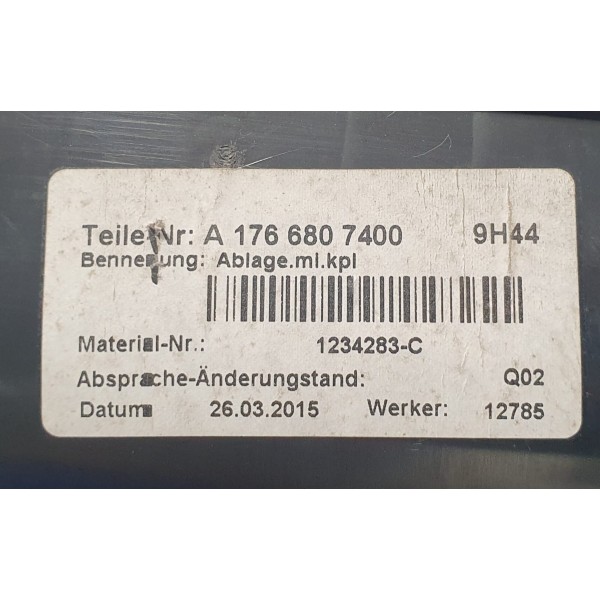 Teile-Nr: A 176 680 7400 9H44
Bennenung: Ablage.ml.kpl
Material-Nr.: 1234283-C
Absprache-Änderungstand: Q02
Datum 26.03.2015 Werker: 12785